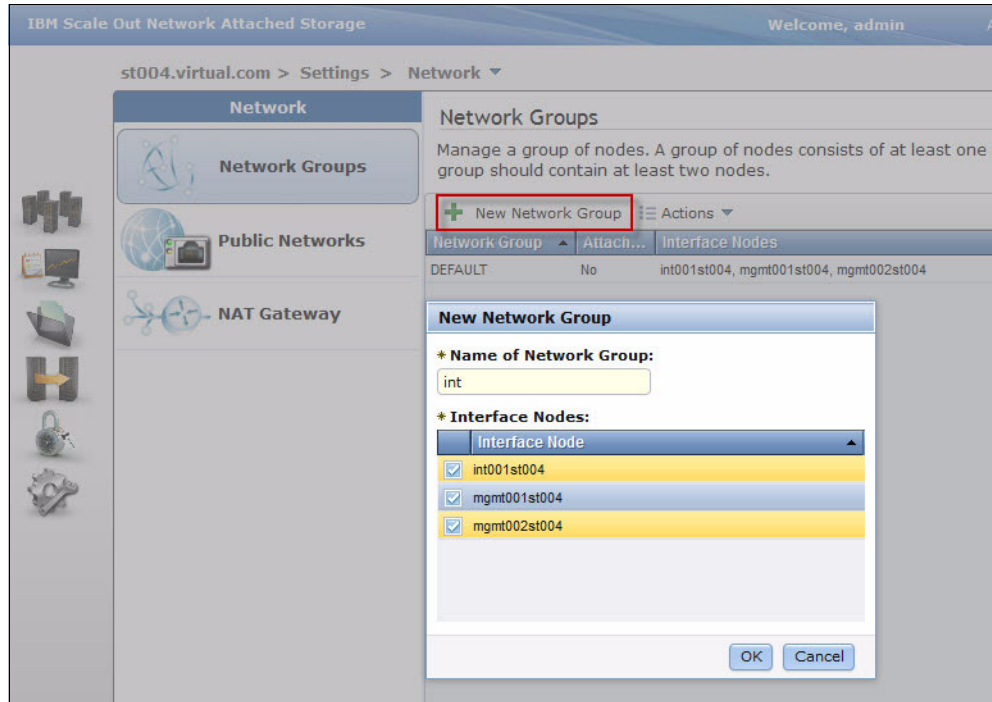 IBM Scale Out Network Attached Storage
Welcome, admin
st004.virtual.com > Settings > Network
Network
Network Groups
Public Networks
NAT Gateway
Network Groups
Manage a group of nodes. A group of nodes consists of at least one
group should contain at least two nodes.
New Network Group
Actions
Network Group Attach... Interface Nodes
DEFAULT No int001st004, mgmt001st004, mgmt002st004
New Network Group
* Name of Network Group:
int
* Interface Nodes:
Interface Node
int001st004
mgmt001st004
mgmt002st004
OK Cancel